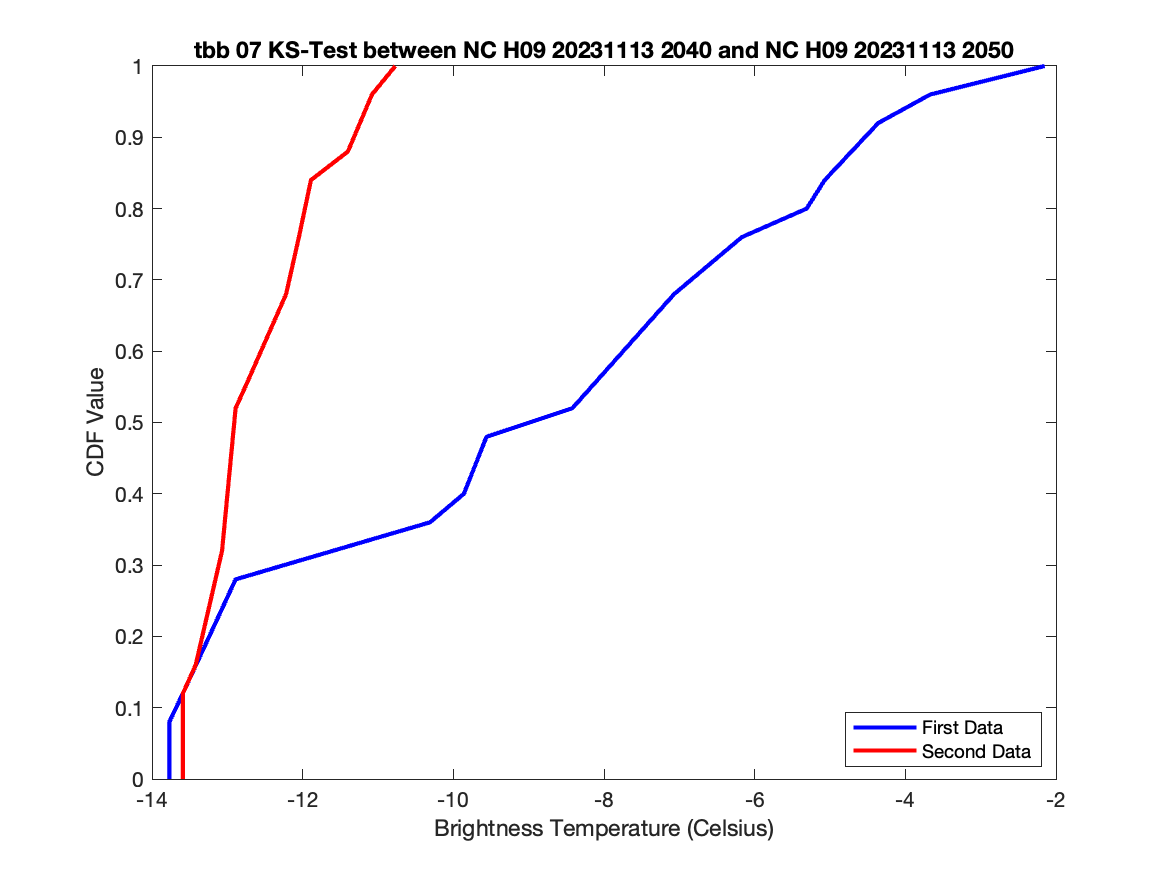 tbb 07 KS-Test between NC H09 20231113 2040 and NC H09 20231113 2050
1
0.9
0.8
0.7
0.6
0.5
0.4
0.3
0.2
0.1
0
CDF Value
First Data
Second Data
-14 -12 -10 -8 -6 -4 -2
Brightness Temperature (Celsius)